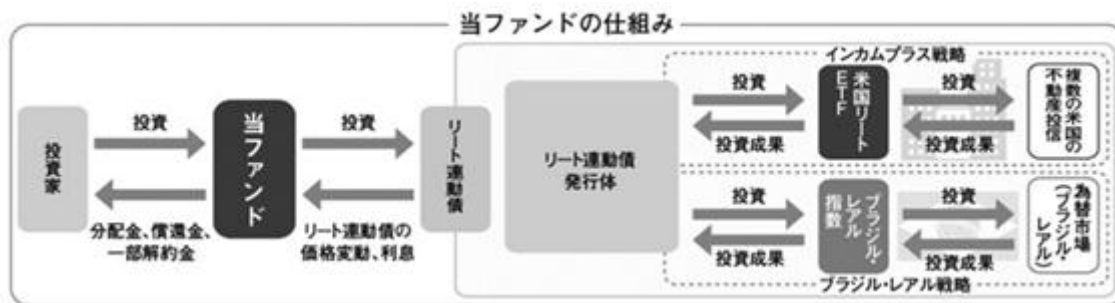 当ファンドの仕組み
投資家
投資
分配金、償還金、
一部解約金
当ファンド
投資
リート連動債の
価格変動、利息
リート連動債
リート連動債
発行体
インカムプラス戦略
投資
投資成果
米国リート
ETF
投資
投資成果
複数の米国の
不動産投信
投資
投資成果
ブラジル・
レアル
指数
投資
投資成果
為替市場
(ブラジル・
レアル)
ブラジル・レアル戦略